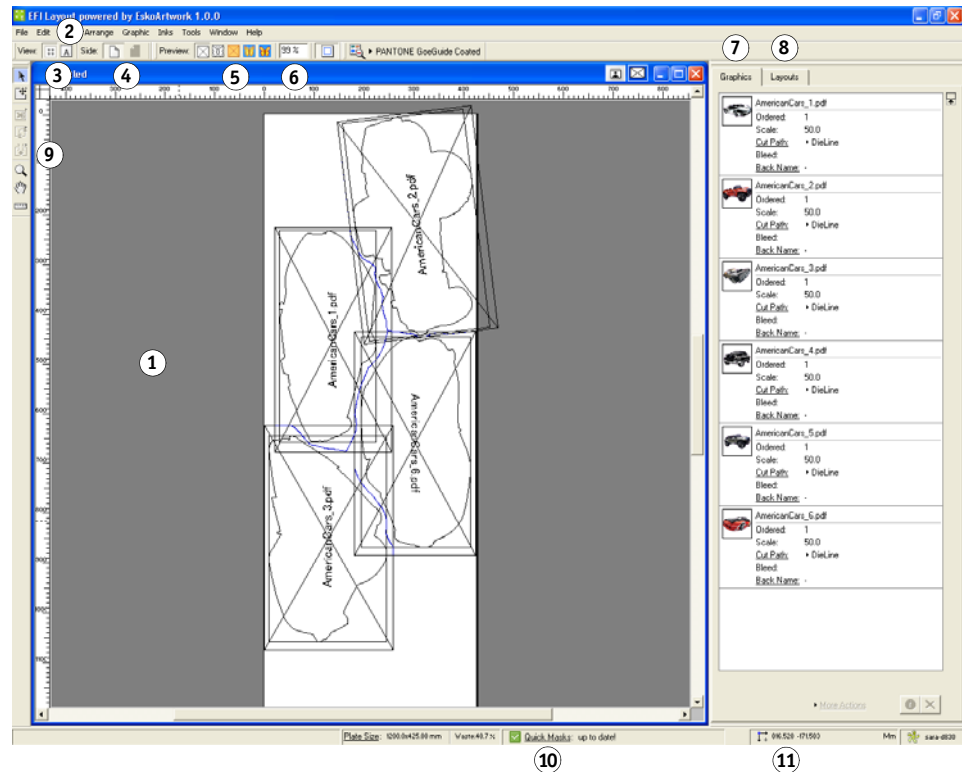 EFI Layout powered by EskoArtwork 1.0.0
File Edit Arrange Graphic Inks Tools Window Help
2
View: A Side: Preview: 99 % PANTONE GoeGuide Coated
3 4 5 6 7 8
Graphics Layouts
9
1
AmericanCars_2.pdf
AmericanCars_1.pdf
AmericanCars_6.pdf
AmericanCars_3.pdf
AmericanCars_1.pdf
Ordered: 1
Scale: 50.0
Cut Path: DieLine
Bleed:
Back Name: -
AmericanCars_2.pdf
Ordered: 1
Scale: 50.0
Cut Path: DieLine
Bleed:
Back Name: -
AmericanCars_3.pdf
Ordered: 1
Scale: 50.0
Cut Path: DieLine
Bleed:
Back Name: -
AmericanCars_4.pdf
Ordered: 1
Scale: 50.0
Cut Path: DieLine
Bleed:
Back Name: -
AmericanCars_5.pdf
Ordered: 1
Scale: 50.0
Cut Path: DieLine
Bleed:
Back Name: -
AmericanCars_6.pdf
Ordered: 1
Scale: 50.0
Cut Path: DieLine
Bleed:
Back Name: -
More Actions
Plate Size: 1200.0x425.00 mm Waste:40.7 % Quick Masks: up to date! 816.520 -171.503 Mm sara-d830
10 11